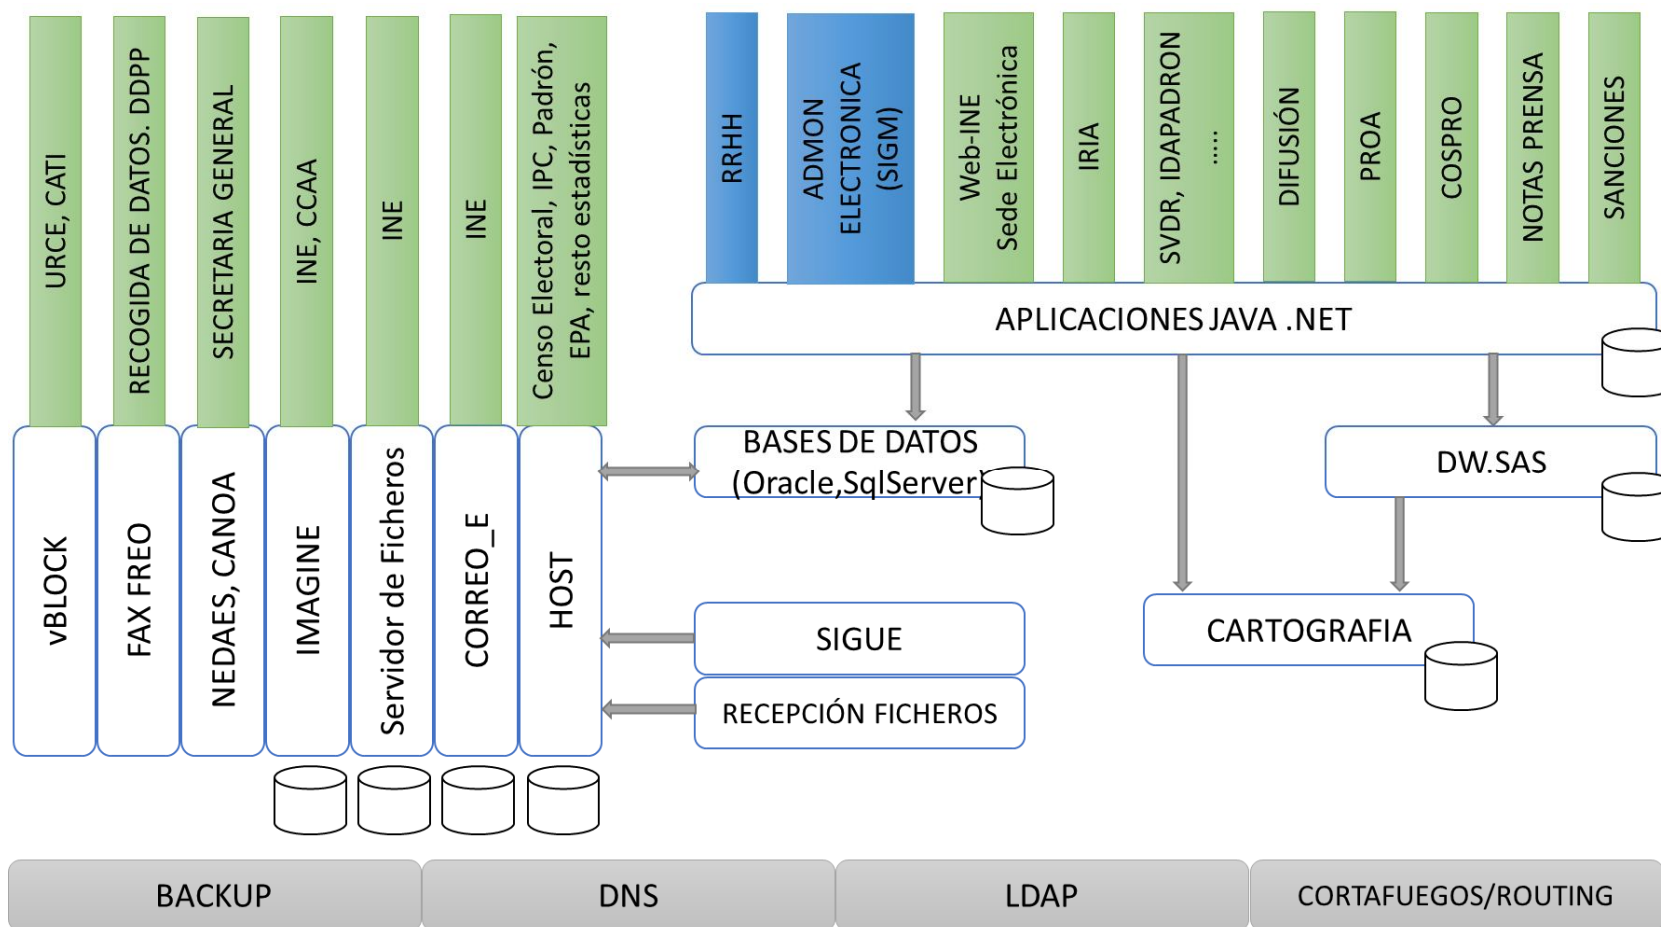 URCE, CATI
RECOGIDA DE DATOS. DDPP
SECRETARIA GENERAL
INE, CCAA
INE
INE
Censo Electoral, IPC, Padrón,
EPA, resto estadísticas
RRHH
ADMON
ELECTRONICA
(SIGM)
Web-INE
Sede Electrónica
IRIA
SVDR, IDAPADRON
.....
DIFUSIÓN
PROA
COSPRO
NOTAS PRENSA
SANCIONES
APLICACIONES JAVA .NET
vBLOCK
FAX FREO
NEDAES, CANOA
IMAGINE
Servidor de Ficheros
CORREO_E
HOST
BASES DE DATOS
(Oracle,SqlServer)
DW.SAS
SIGUE
CARTOGRAFIA
RECEPCIÓN FICHEROS
BACKUP
DNS
LDAP
CORTAFUEGOS/ROUTING